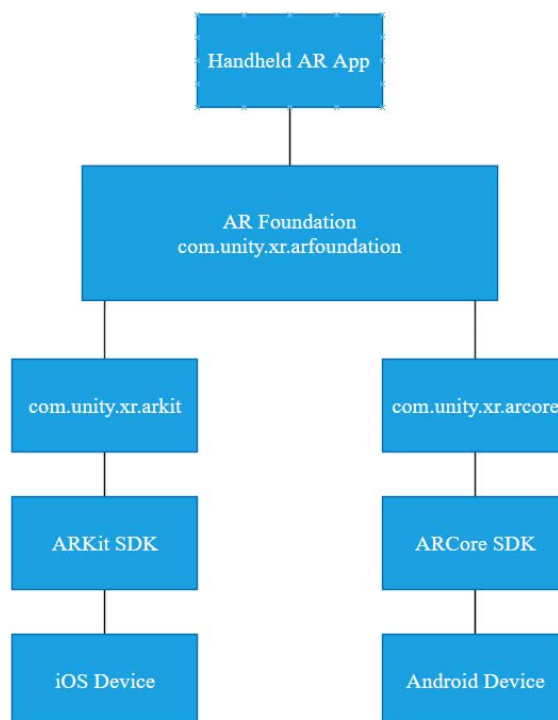 Handheld AR App
AR Foundation
com.unity.xr.arfoundation
com.unity.xr.arkit
com.unity.xr.arcore
ARKit SDK
ARCore SDK
iOS Device
Android Device